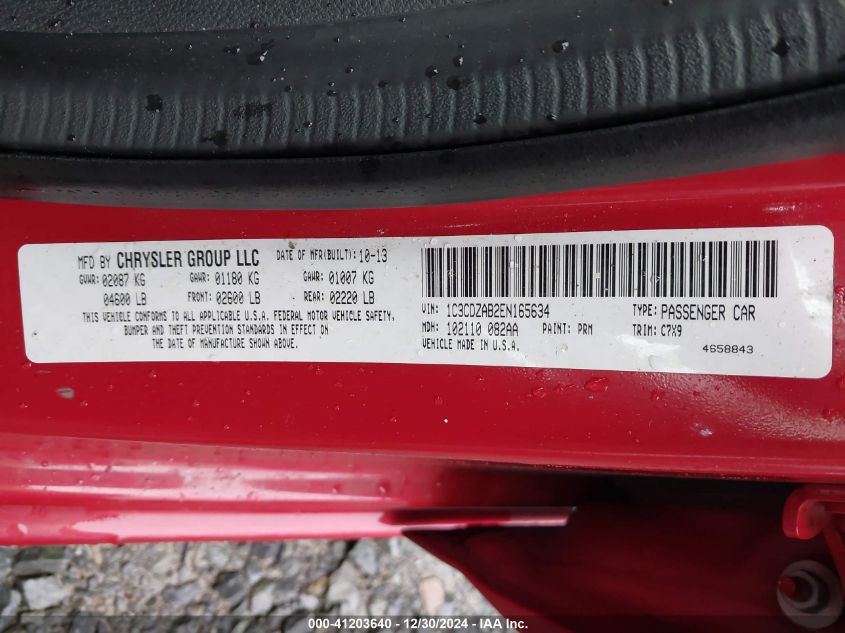 MFD BY CHRYSLER GROUP LLC DATE OF MFR(BUILT): 10-13
GVWR: 02087 KG GAWR: 01180 KG GAWR: 01007 KG
04600 LB FRONT: 02600 LB REAR: 02220 LB
THIS VEHICLE CONFORMS TO ALL APPLICABLE U.S.A. FEDERAL MOTOR VEHICLE SAFETY,
BUMPER AND THEFT PREVENTION STANDARDS IN EFFECT ON
THE DATE OF MANUFACTURE SHOWN ABOVE.
VIN: 1C3CDZAB2EN165634 TYPE: PASSENGER CAR
MDH: 102110 082AA PAINT: PRM TRIM: C7X9
VEHICLE MADE IN U.S.A. 4658843
000-41203640 - 12/30/2024 - IAA Inc.